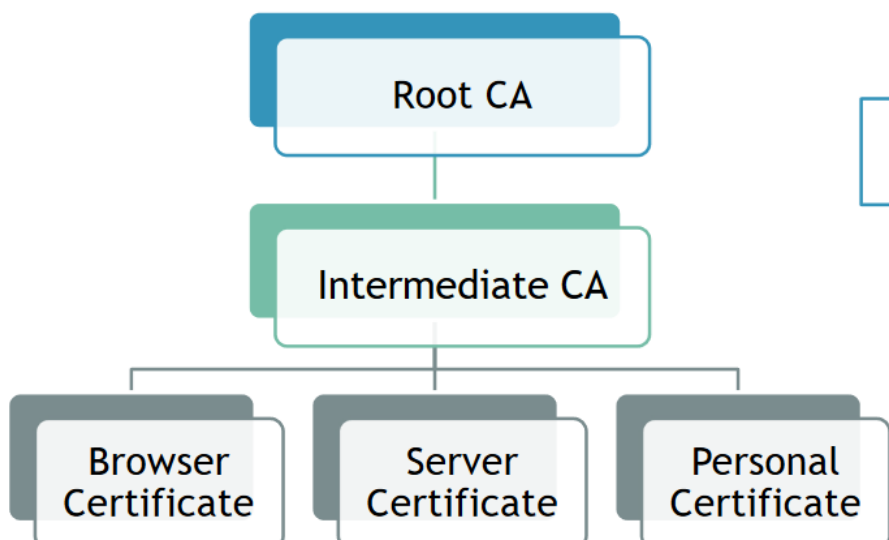 Root CA
Intermediate CA
Browser
Certificate
Server
Certificate
Personal
Certificate